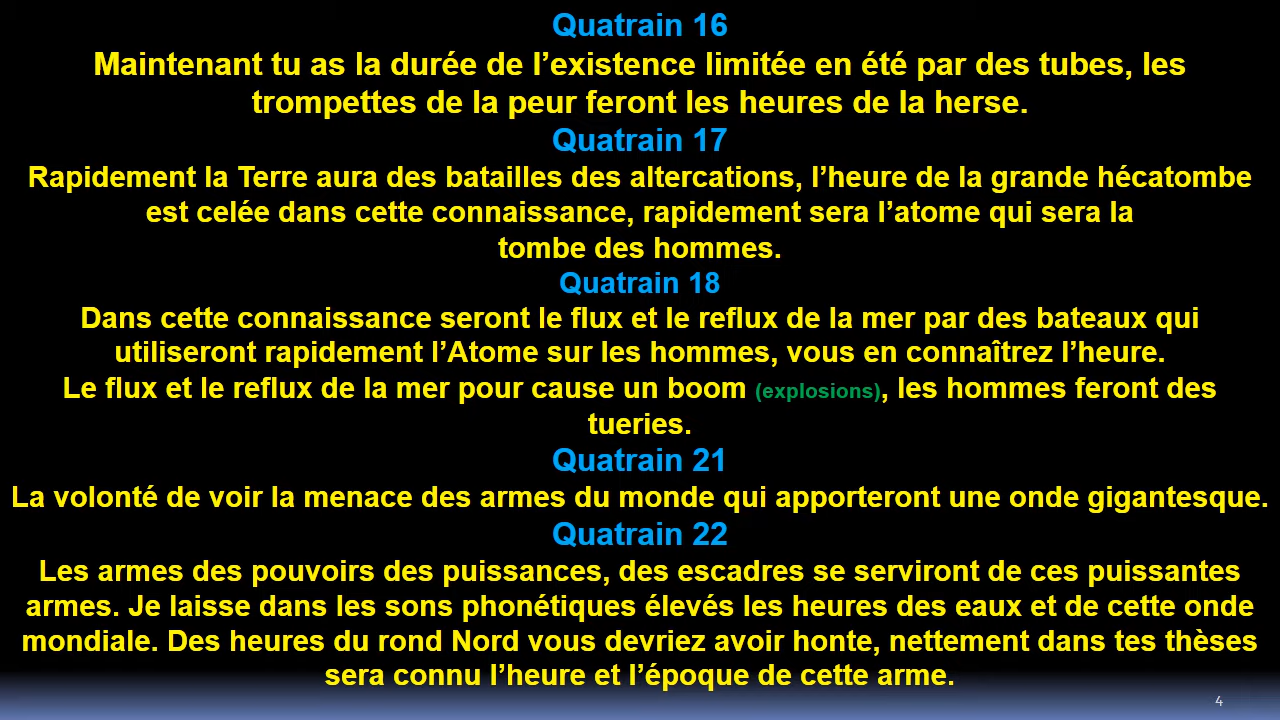 Quatrain 16
Maintenant tu as la durée de l’existence limitée en été par des tubes, les
trompettes de la peur feront les heures de la herse.
Quatrain 17
Rapidement la Terre aura des batailles des altercations, l’heure de la grande hécatombe
est celée dans cette connaissance, rapidement sera l’atome qui sera la
tombe des hommes.
Quatrain 18
Dans cette connaissance seront le flux et le reflux de la mer par des bateaux qui
utiliseront rapidement l’Atome sur les hommes, vous en connaîtrez l’heure.
Le flux et le reflux de la mer pour cause un boom (explosions), les hommes feront des
tueries.
Quatrain 21
La volonté de voir la menace des armes du monde qui apporteront une onde gigantesque.
Quatrain 22
Les armes des pouvoirs des puissances, des escadres se serviront de ces puissantes
armes. Je laisse dans les sons phonétiques élevés les heures des eaux et de cette onde
mondiale. Des heures du rond Nord vous devriez avoir honte, nettement dans tes thèses
sera connu l’heure et l’époque de cette arme.
4